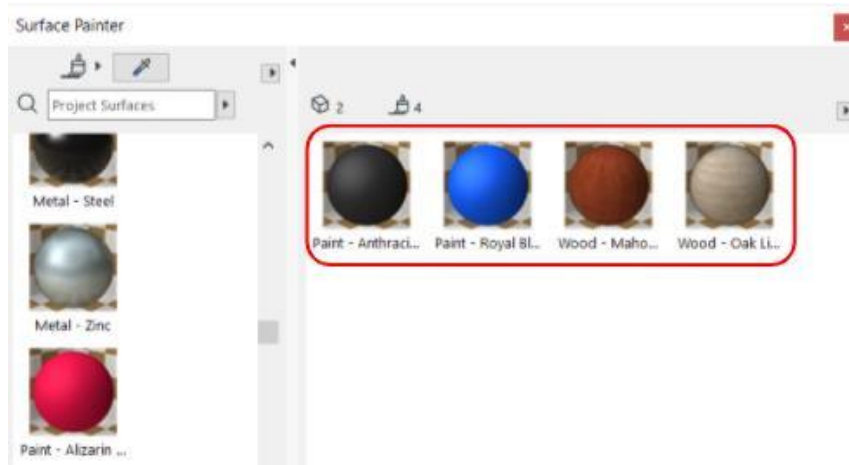 Surface Painter
Project Surfaces
2
4
Metal - Steel
Metal - Zinc
Paint - Alizarin ...
Paint - Anthraci...
Paint - Royal Bl...
Wood - Maho...
Wood - Oak Li...